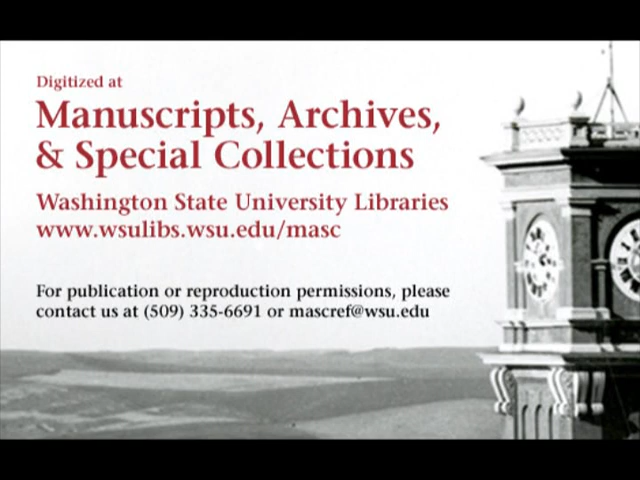 Digitized at
Manuscripts, Archives,
& Special Collections
Washington State University Libraries
www.wsulibs.wsu.edu/masc
For publication or reproduction permissions, please
contact us at (509) 335-6691 or mascref@wsu.edu